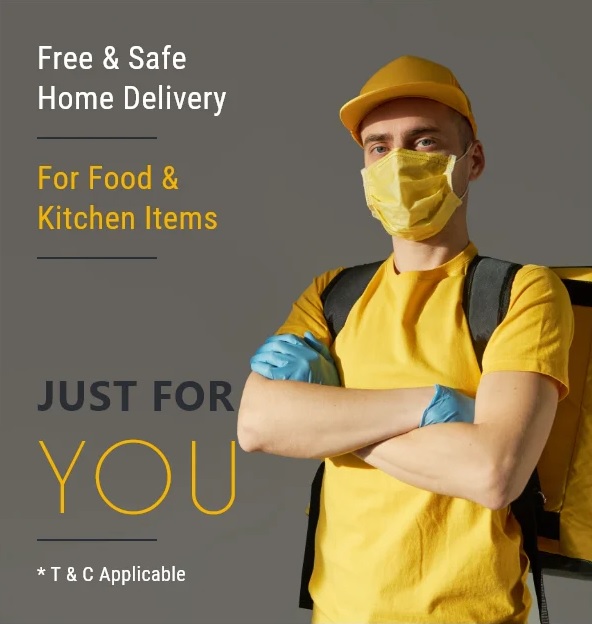 Free & Safe
Home Delivery
For Food &
Kitchen Items
JUST FOR
YOU
* T & C Applicable